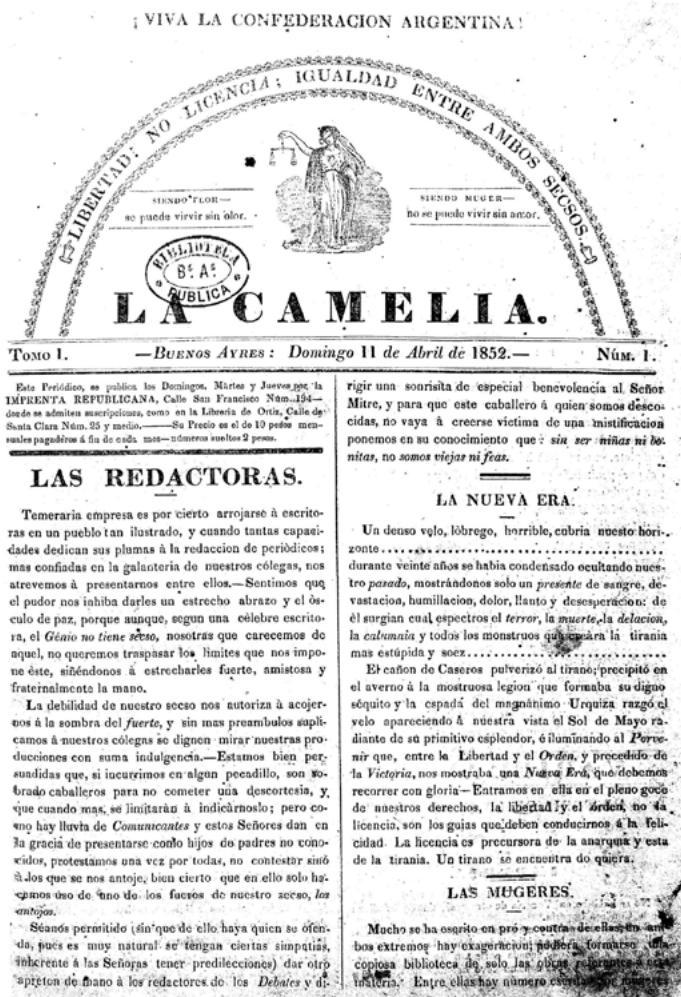 ¡VIVA LA CONFEDERACION ARGENTINA!
LIBERTAD; NO LICENCIA; IGUALDAD ENTRE AMBOS SECSOS.
SIENDO FLOR—
se puede virvir sin olor.
SIENDO MUGER—
no se puede vivir sin amor.
BIBLIOTECA
Bs. As.
PUBLICA
LA CAMELIA.
TOMO 1.
—BUENOS AYRES: Domingo 11 de Abril de 1852.—
NÚM. 1.
Este Periódico, se publica los Domingos, Mártes y Jueves por la
IMPRENTA REPUBLICANA, Calle San Francisco Núm. 194—
donde se admiten suscripciones, como en la Libreria de Ortiz, Calle de
Santa Clara Núm. 25 y medio.——Su Precio es el de 10 pesos men-
suales pagadéros á fin de cada mes—números sueltos 2 pesos.
LAS REDACTORAS.
Temeraria empresa es por cierto arrojarse à escrito-
ras en un pueblo tan ilustrado, y cuando tantas capaci-
dades dedican sus plumas à la redaccion de periòdicos;
mas confiadas en la galanteria de nuestros cólegas, nos
atrevemos à presentarnos entre ellos.—Sentimos que
el pudor nos inhiba darles un estrecho abrazo y el ós-
culo de paz, porque aunque, segun una célebre escrito-
ra, el Génio no tiene sècso, nosotras que carecemos de
aquel, no queremos traspasar los limites que nos impo-
ne éste, siñéndonos á estrecharles fuerte, amistosa y
fraternalmente la mano.
La debilidad de nuestro secso nos autoriza à acojer-
nos á la sombra del fuerte, y sin mas preambulos supli-
camos á nuestros cólegas se dignen mirar nuestras pro-
ducciones con suma indulgencia.—Estamos bien per-
suadidas que, si incurrimos en algun pecadillo, son so-
brado caballeros para no cometer una descortesia, y
que cuando mas, se limitarán à indicárnoslo; pero co-
mo hay lluvia de Comunicantes y estos Señores dan en
la gracia de presentarse como hijos de padres no cono-
cidos, protestamos una vez por todas, no contestar sinó
à los que se nos antoje, bien cierto que en ello solo ha-
cemos uso de uno de los fueros de nuestro secso, los
antojos.
Séanos permitido (sin que de ello haya quien se ofen-
da, pues es muy natural se tengan ciertas simpatias,
inherente á las Señoras tener predilecciones) dar otro
apreton de mano à los redactores de los Debates y di-
rigir una sonrisita de especial benevolencia al Señor
Mitre, y para que este caballero á quien somos desco-
cidas, no vaya à creerse victima de una mistificacion
ponemos en su conocimiento que: sin ser niñas ni bo-
nitas, no somos viejas ni feas.
LA NUEVA ERA.
Un denso velo, lòbrego, horrible, cubria nuesto hori-
zonte....................................
durante veinte años se habia condensado ocultando nues-
tro pasado, mostrándonos solo un presente de sangre, de-
vastacion, humillacion, dolor, llanto y desesperacion: de
él surgian cual espectros el terror, la muerte, la delacion,
la calumnia y todos los monstruos que creára la tirania
mas estúpida y soez....................
El cañon de Caseros pulverizó al tirano; precipitó en
el averno à la mostruosa legion que formaba su digno
séquito y la espada del magnánimo Urquiza razgó el
velo apareciendo á nuestra vista el Sol de Mayo ra-
diante de su primitivo esplendor, é iluminando al Porve-
nir que, entre la Libertad y el Orden, y precedido de
la Victoria, nos mostraba una Nueva Era, que debemos
recorrer con gloria—Entramos en ella en el pleno goce
de nuestros derechos, la libertad y el órden, no la
licencia, son los guias que deben conducirnos á la feli-
cidad. La licencia es precursora de la anarquia y esta
de la tirania. Un tirano se encuentra do quiera.
LAS MUGERES.
Mucho se ha escrito en pró y contra de ellas; en am-
bos extremos hay exageracion; pudiera formarse una
copiosa biblioteca de solo las obras referentes a esta
materia. Entre ellas hay número escritas por mugeres